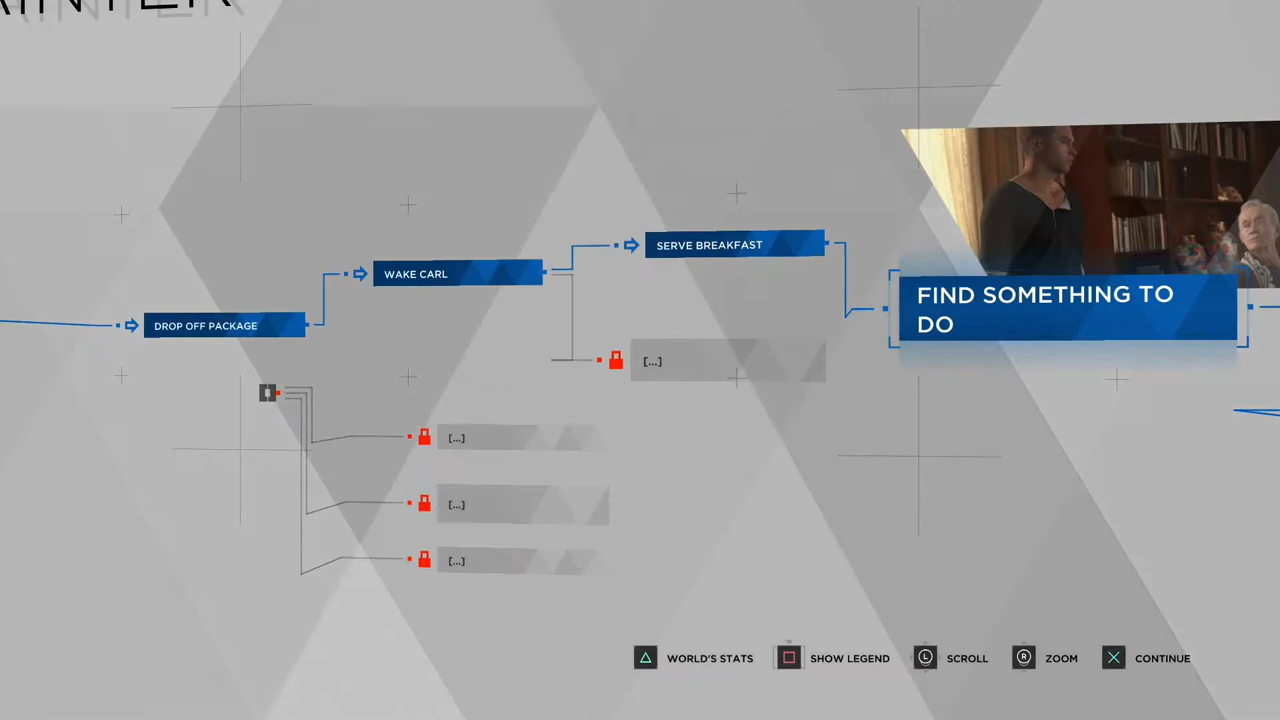 SERVE BREAKFAST
WAKE CARL
FIND SOMETHING TO
DO
DROP OFF PACKAGE
[...]
[...]
[...]
[...]
WORLD'S STATS
SHOW LEGEND
L
SCROLL
R
ZOOM
CONTINUE